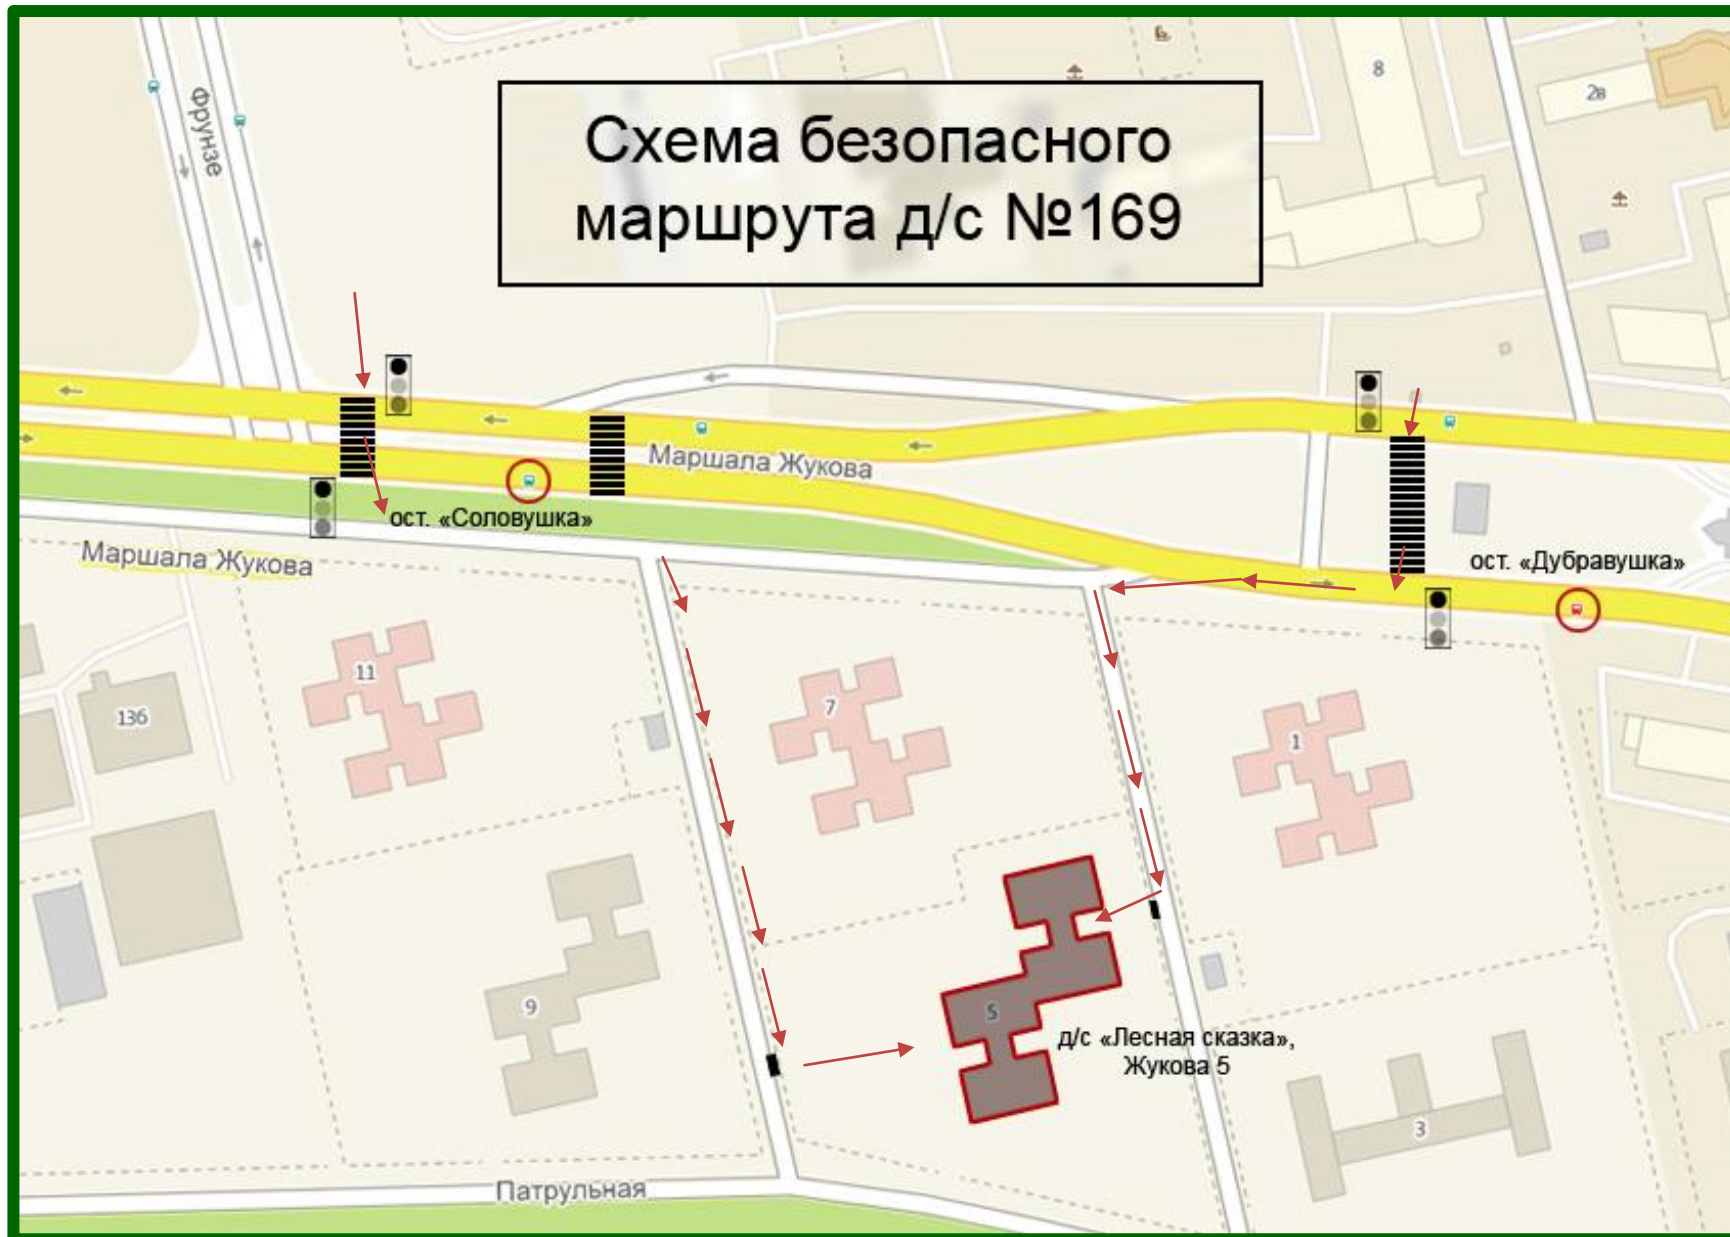 Схема безопасного
маршрута д/с №169
8
2в
Фрунзе
Маршала Жукова
ост. «Соловушка»
Маршала Жукова
ост. «Дубравушка»
11
7
1
13б
9
5
д/с «Лесная сказка»,
Жукова 5
3
Патрульная